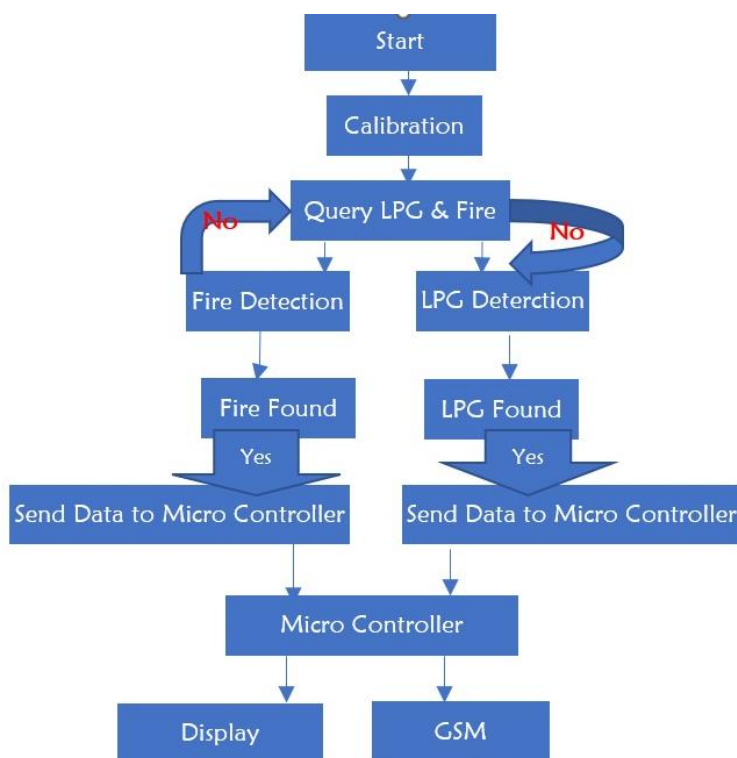 Start
Calibration
Query LPG & Fire
No
No
Fire Detection
LPG Deterction
Fire Found
LPG Found
Yes
Yes
Send Data to Micro Controller
Send Data to Micro Controller
Micro Controller
Display
GSM